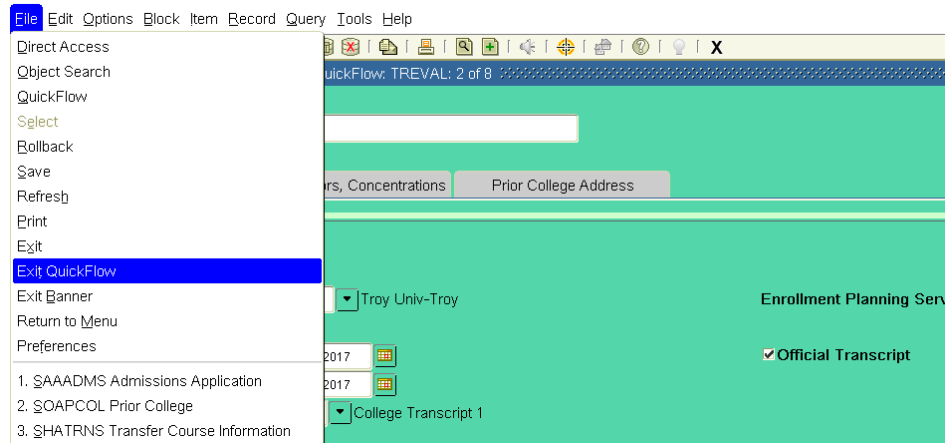 File Edit Options Block Item Record Query Tools Help
Direct Access
Object Search
QuickFlow
Select
Rollback
Save
Refresh
Print
Exit
Exit QuickFlow
Exit Banner
Return to Menu
Preferences
1. SAAADMS Admissions Application
2. SOAPCOL Prior College
3. SHATRNS Transfer Course Information
X
uickFlow: TREVAL: 2 of 8
rs, Concentrations Prior College Address
Troy Univ-Troy Enrollment Planning Serv
2017 Official Transcript
2017
College Transcript 1